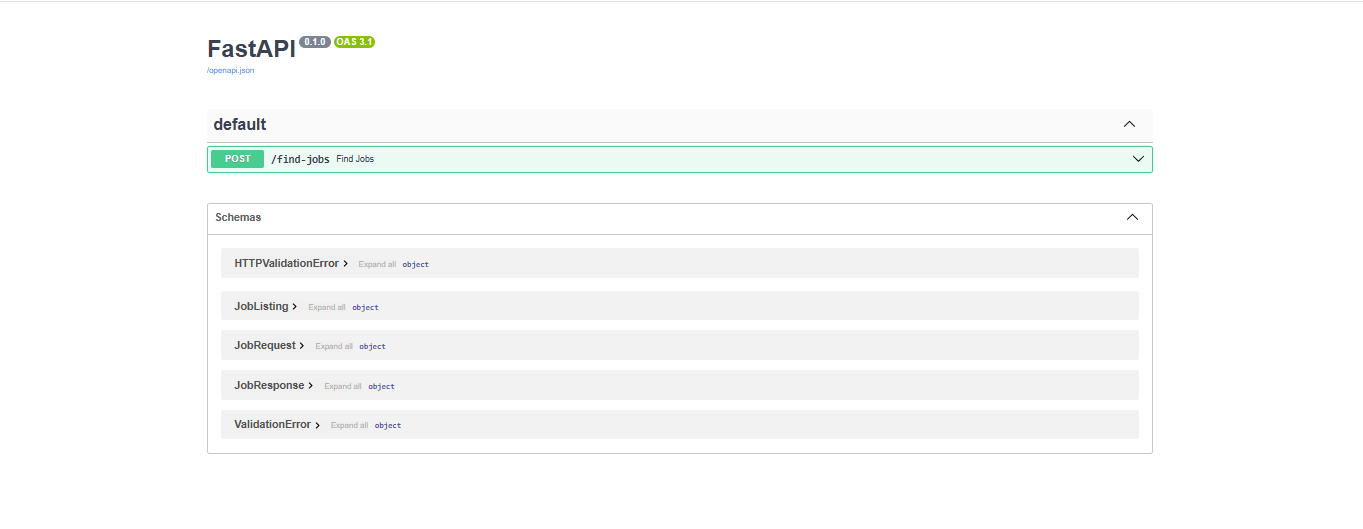 FastAPI 0.1.0 OAS 3.1
/openapi.json
default
POST /find-jobs Find Jobs
Schemas
HTTPValidationError Expand all object
JobListing Expand all object
JobRequest Expand all object
JobResponse Expand all object
ValidationError Expand all object